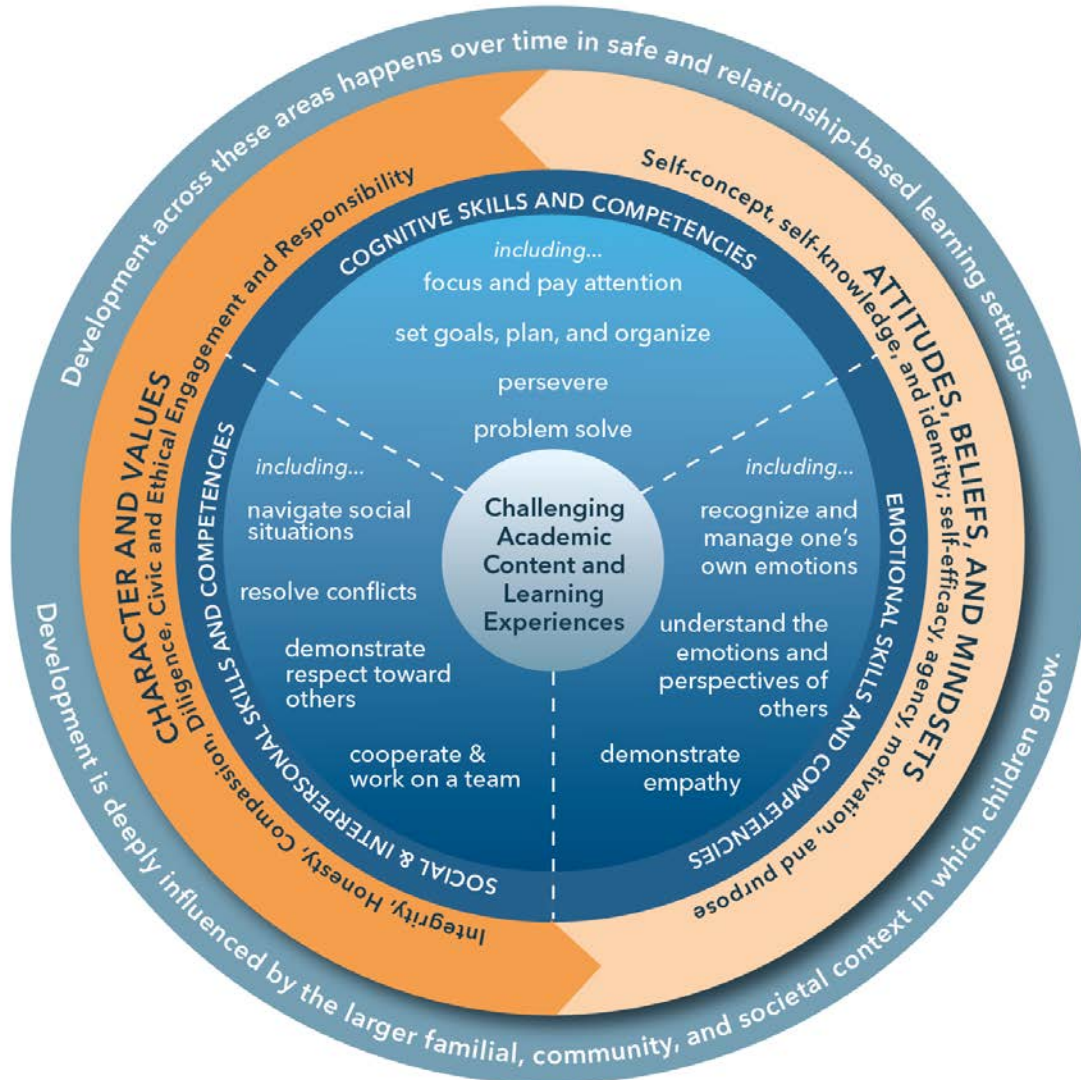 Development across these areas happens over time in safe and relationship-based learning settings.
CHARACTER AND VALUES
Integrity, Honesty, Compassion, Diligence, Civic and Ethical Engagement and Responsibility
ATTITUDES, BELIEFS, AND MINDSETS
Self-concept, self-knowledge, and identity; self-efficacy, agency, motivation, and purpose
COGNITIVE SKILLS AND COMPETENCIES
including...
focus and pay attention
set goals, plan, and organize
persevere
problem solve
SOCIAL & INTERPERSONAL SKILLS AND COMPETENCIES
including...
navigate social
situations
resolve conflicts
demonstrate
respect toward
others
cooperate &
work on a team
Challenging
Academic
Content and
Learning
Experiences
EMOTIONAL SKILLS AND COMPETENCIES
including...
recognize and
manage one's
own emotions
understand the
emotions and
perspectives of
others
demonstrate
empathy
Development is deeply influenced by the larger familial, community, and societal context in which children grow.